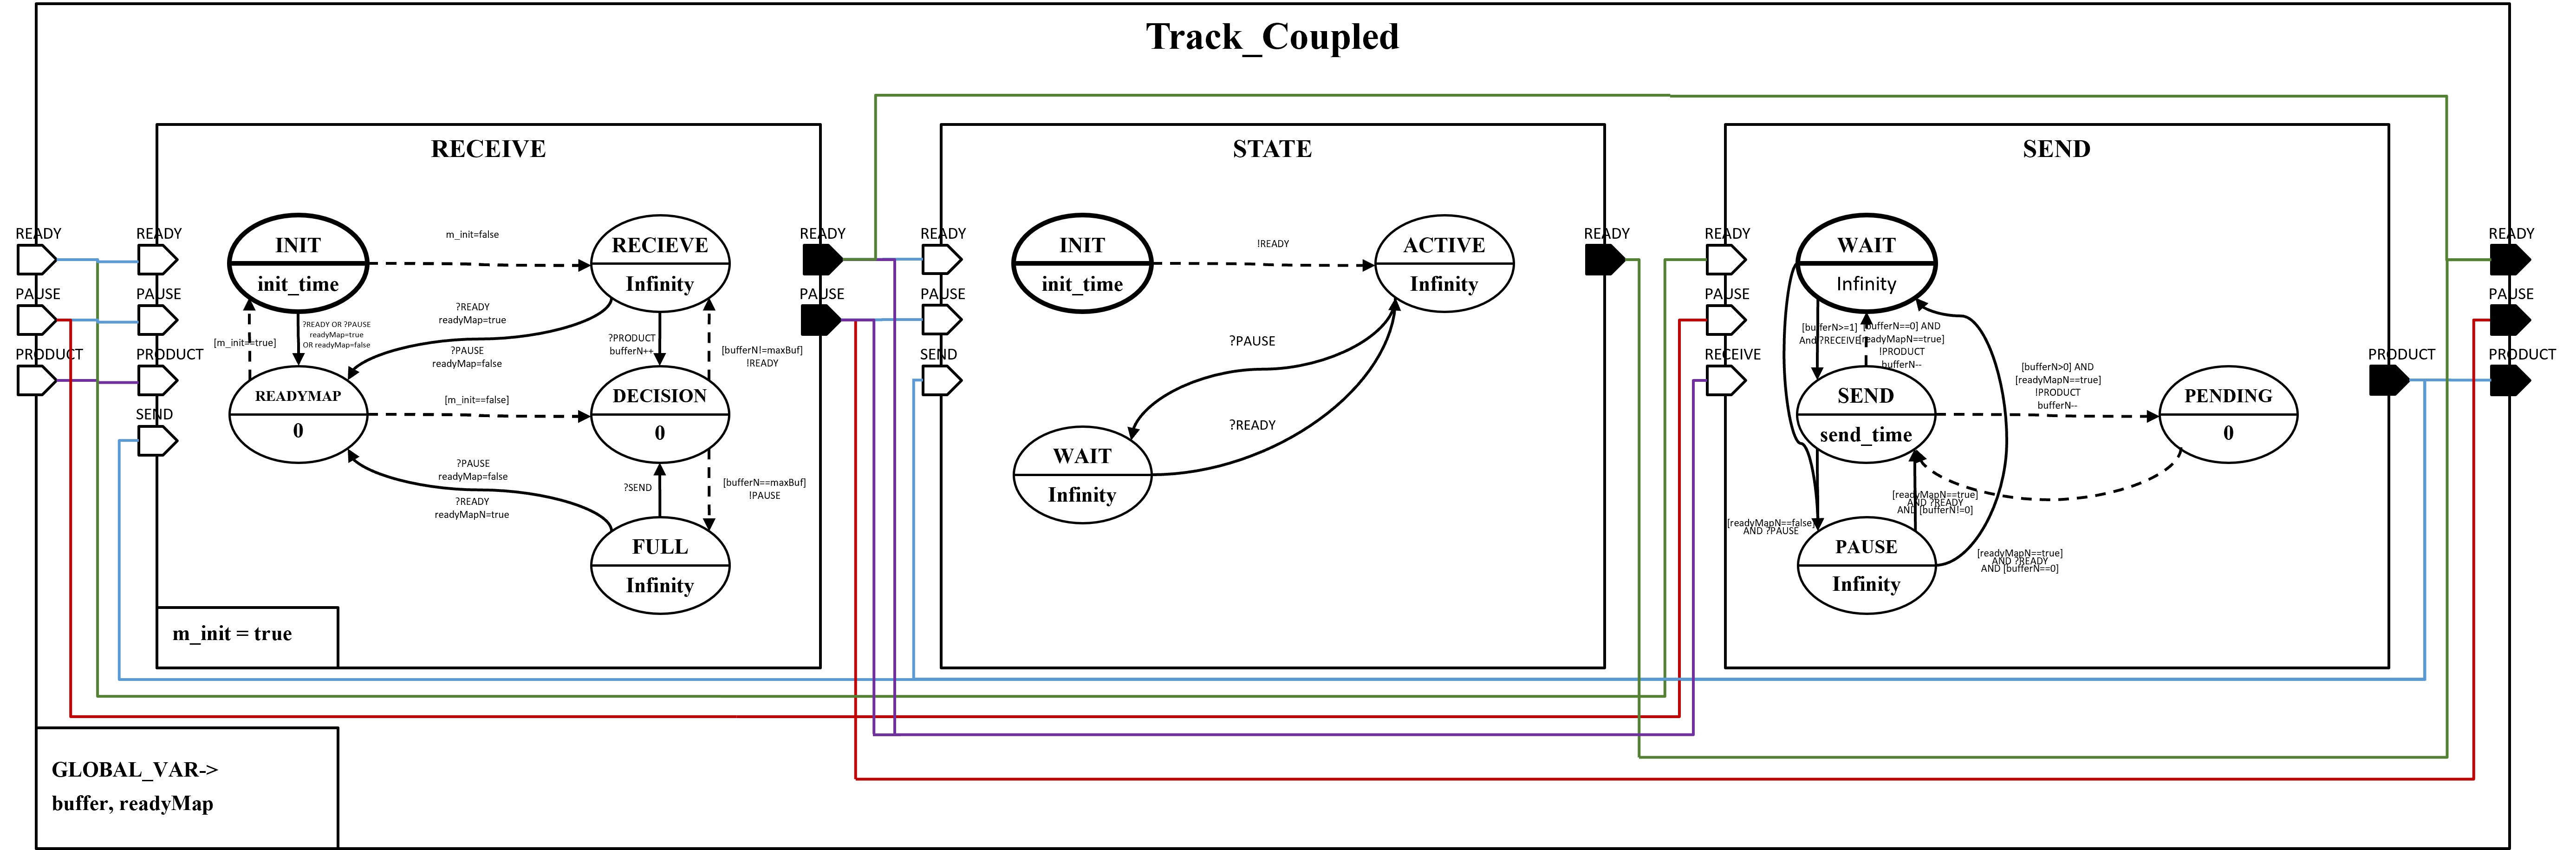 Track_Coupled
READY
PAUSE
PRODUCT
RECEIVE
READY
PAUSE
PRODUCT
SEND
INIT
init_time
m_init=false
RECIEVE
Infinity
?READY OR ?PAUSE
readyMap=true
OR readyMap=false
[m_init==true]
?READY
readyMap=true
?PAUSE
readyMap=false
?PRODUCT
bufferN++
[bufferN!=maxBuf]
!READY
READYMAP
0
[m_init==false]
DECISION
0
?PAUSE
readyMap=false
?READY
readyMapN=true
?SEND
[bufferN==maxBuf]
!PAUSE
FULL
Infinity
m_init = true
READY
PAUSE
STATE
READY
PAUSE
SEND
INIT
init_time
!READY
ACTIVE
Infinity
?PAUSE
?READY
WAIT
Infinity
READY
SEND
READY
PAUSE
RECEIVE
WAIT
Infinity
[bufferN>=1]
And ?RECEIVE
[bufferN==0] AND
[readyMapN==true]
!PRODUCT
bufferN--
SEND
send_time
[bufferN>0] AND
[readyMapN==true]
!PRODUCT
bufferN--
PENDING
0
[readyMapN==true]
AND ?READY
AND [bufferN!=0]
[readyMapN==false]
AND ?PAUSE
PAUSE
Infinity
[readyMapN==true]
AND ?READY
AND [bufferN==0]
PRODUCT
READY
PAUSE
PRODUCT
GLOBAL_VAR->
buffer, readyMap